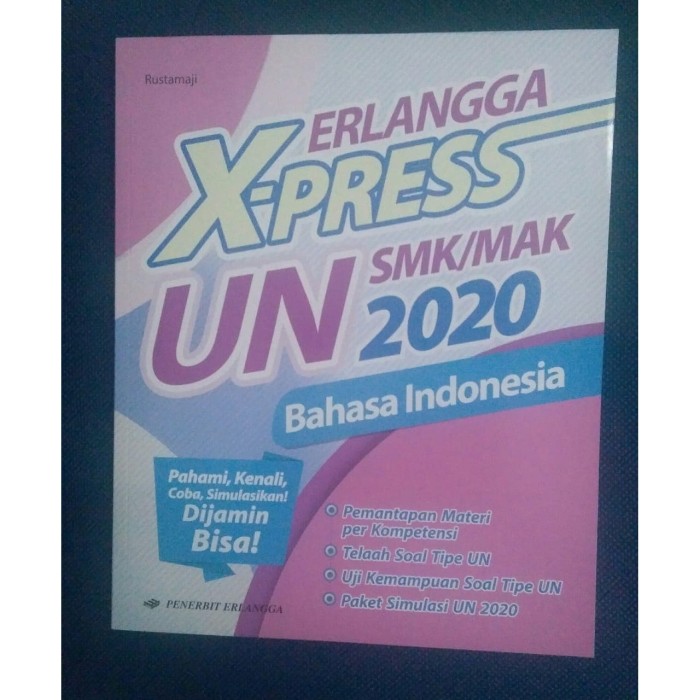 Rustamaji
ERLANGGA
X-PRESS
UN SMK/MAK
2020
Bahasa Indonesia
Pahami, Kenali,
Coba, Simulasikan!
Dijamin
Bisa!
Pemantapan Materi
per Kompetensi
Telaah Soal Tipe UN
Uji Kemampuan Soal Tipe UN
Paket Simulasi UN 2020
PENERBIT ERLANGGA